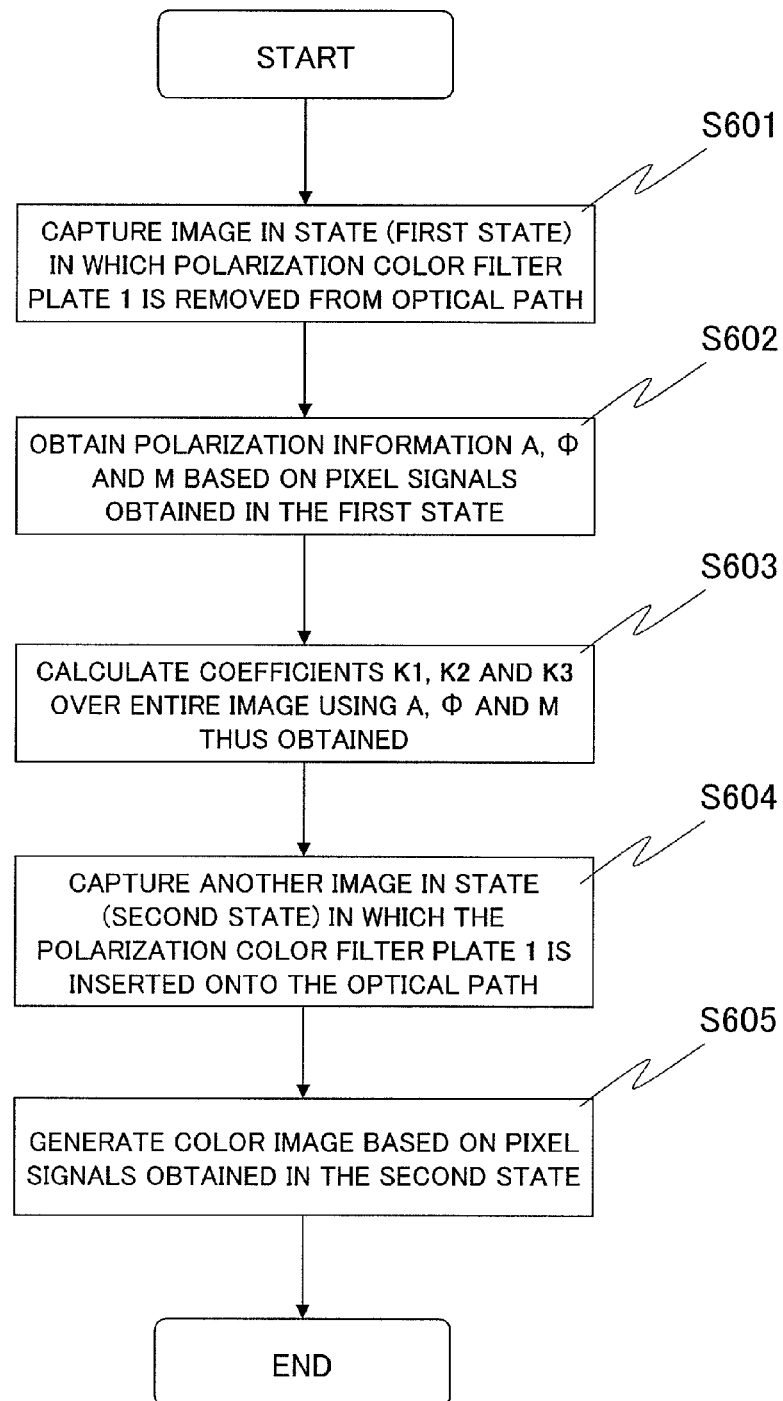 START
S601
CAPTURE IMAGE IN STATE (FIRST STATE)
IN WHICH POLARIZATION COLOR FILTER
PLATE 1 IS REMOVED FROM OPTICAL PATH
S602
OBTAIN POLARIZATION INFORMATION A, Φ
AND M BASED ON PIXEL SIGNALS
OBTAINED IN THE FIRST STATE
S603
CALCULATE COEFFICIENTS K1, K2 AND K3
OVER ENTIRE IMAGE USING A, Φ AND M
THUS OBTAINED
S604
CAPTURE ANOTHER IMAGE IN STATE
(SECOND STATE) IN WHICH THE
POLARIZATION COLOR FILTER PLATE 1 IS
INSERTED ONTO THE OPTICAL PATH
S605
GENERATE COLOR IMAGE BASED ON PIXEL
SIGNALS OBTAINED IN THE SECOND STATE
END